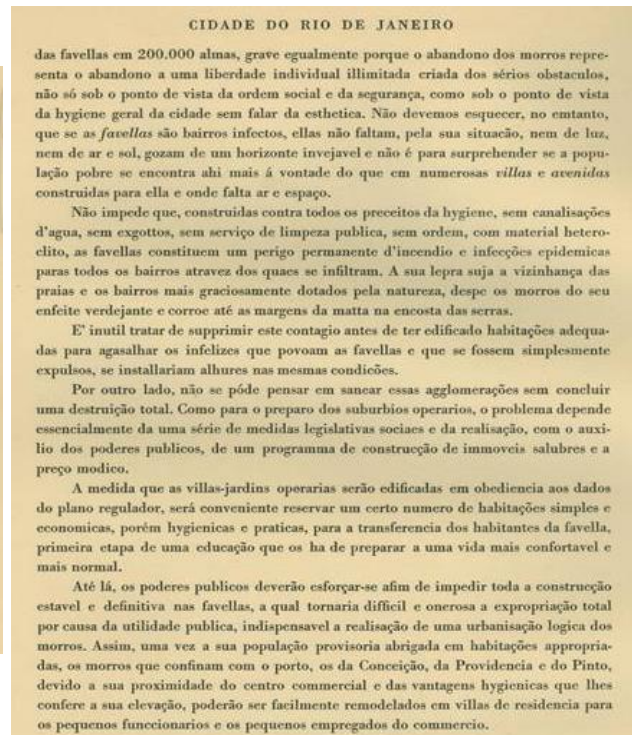 CIDADE DO RIO DE JANEIRO
das favellas em 200.000 almas, grave egualmente porque o abandono dos morros repre-
senta o abandono a uma liberdade individual illimitada criada dos sérios obstaculos,
não só sob o ponto de vista da ordem social e da segurança, como sob o ponto de vista
da hygiene geral da cidade sem falar da esthetica. Não devemos esquecer, no emtanto,
que se as favellas são bairros infectos, ellas não faltam, pela sua situacão, nem de luz,
nem de ar e sol, gozam de um horizonte invejavel e não é para surprehender se a popu-
lação pobre se encontra ahi mais á vontade do que em numerosas villas e avenidas
construidas para ella e onde falta ar e espaço.
Não impede que, construidas contra todos os preceitos da hygiene, sem canalisações
d'agua, sem exgottos, sem serviço de limpeza publica, sem ordem, com material hetero-
clito, as favellas constituem um perigo permanente d'incendio e infecções epidemicas
paras todos os bairros atravez dos quaes se infiltram. A sua lepra suja a vizinhança das
praias e os bairros mais graciosamente dotados pela natureza, despe os morros do seu
enfeite verdejante e corroe até as margens da matta na encosta das serras.
E' inutil tratar de supprimir este contagio antes de ter edificado habitações adequa-
das para agasalhar os infelizes que povoam as favellas e que se fossem simplesmente
expulsos, se installariam alhures nas mesmas condicões.
Por outro lado, não se póde pensar em sanear essas agglomerações sem concluir
uma destruição total. Como para o preparo dos suburbios operarios, o problema depende
essencialmente da uma série de medidas legislativas sociaes e da realisação, com o auxi-
lio dos poderes publicos, de um programma de construcção de immoveis salubres e a
preço modico.
A medida que as villas-jardins operarias serão edificadas em obediencia aos dados
do plano regulador, será conveniente reservar um certo numero de habitações simples e
economicas, porém hygienicas e praticas, para a transferencia dos habitantes da favella,
primeira etapa de uma educação que os ha de preparar a uma vida mais confortavel e
mais normal.
Até lá, os poderes publicos deverão esforçar-se afim de impedir toda a construcção
estavel e definitiva nas favellas, a qual tornaria difficil e onerosa a expropriação total
por causa da utilidade publica, indispensavel a realisação de uma urbanisação logica dos
morros. Assim, uma vez a sua população provisoria abrigada em habitações appropria-
das, os morros que confinam com o porto, os da Conceição, da Providencia e do Pinto,
devido a sua proximidade do centro commercial e das vantagens hygienicas que lhes
confere a sua elevação, poderão ser facilmente remodelados em villas de residencia para
os pequenos funccionarios e os pequenos empregados do commercio.